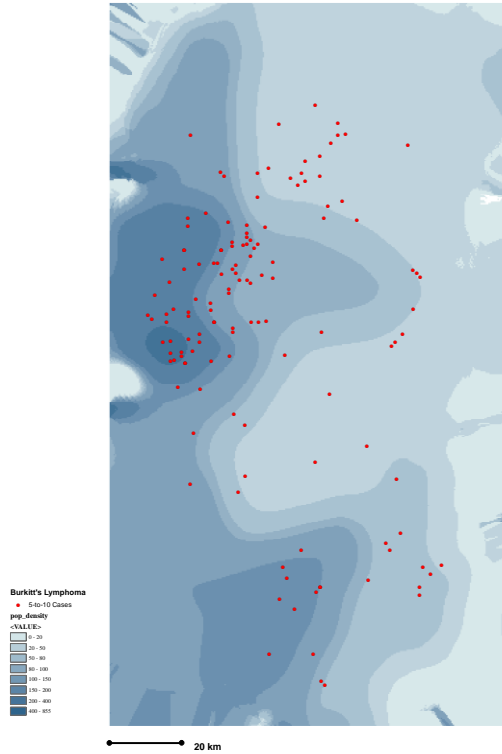 Burkitt's Lymphoma
5-to-10 Cases
pop_density
<VALUE>
0 - 20
20 - 50
50 - 80
80 - 100
100 - 150
150 - 200
200 - 400
400 - 855
20 km